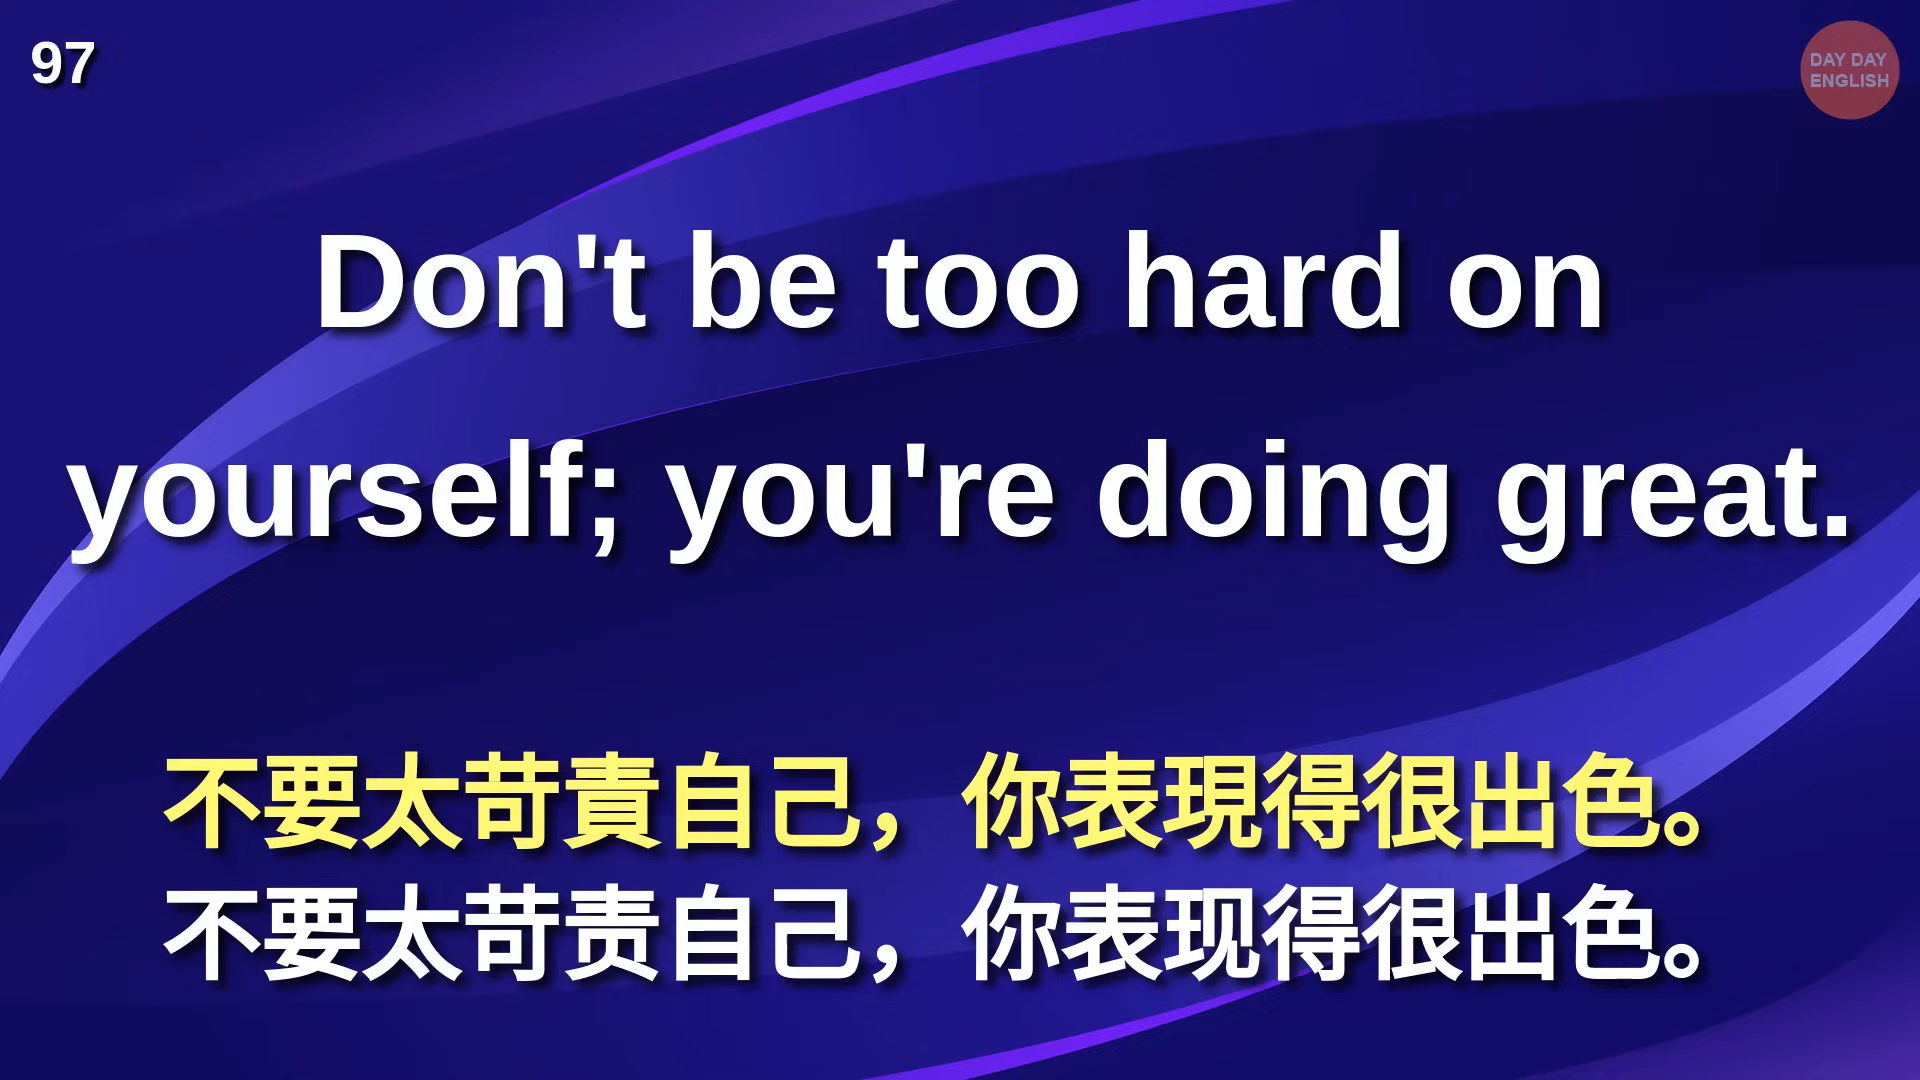 97
DAY DAY
ENGLISH
Don't be too hard on
yourself; you're doing great.
不要太苛責自己，你表現得很出色。
不要太苛责自己，你表现得很出色。